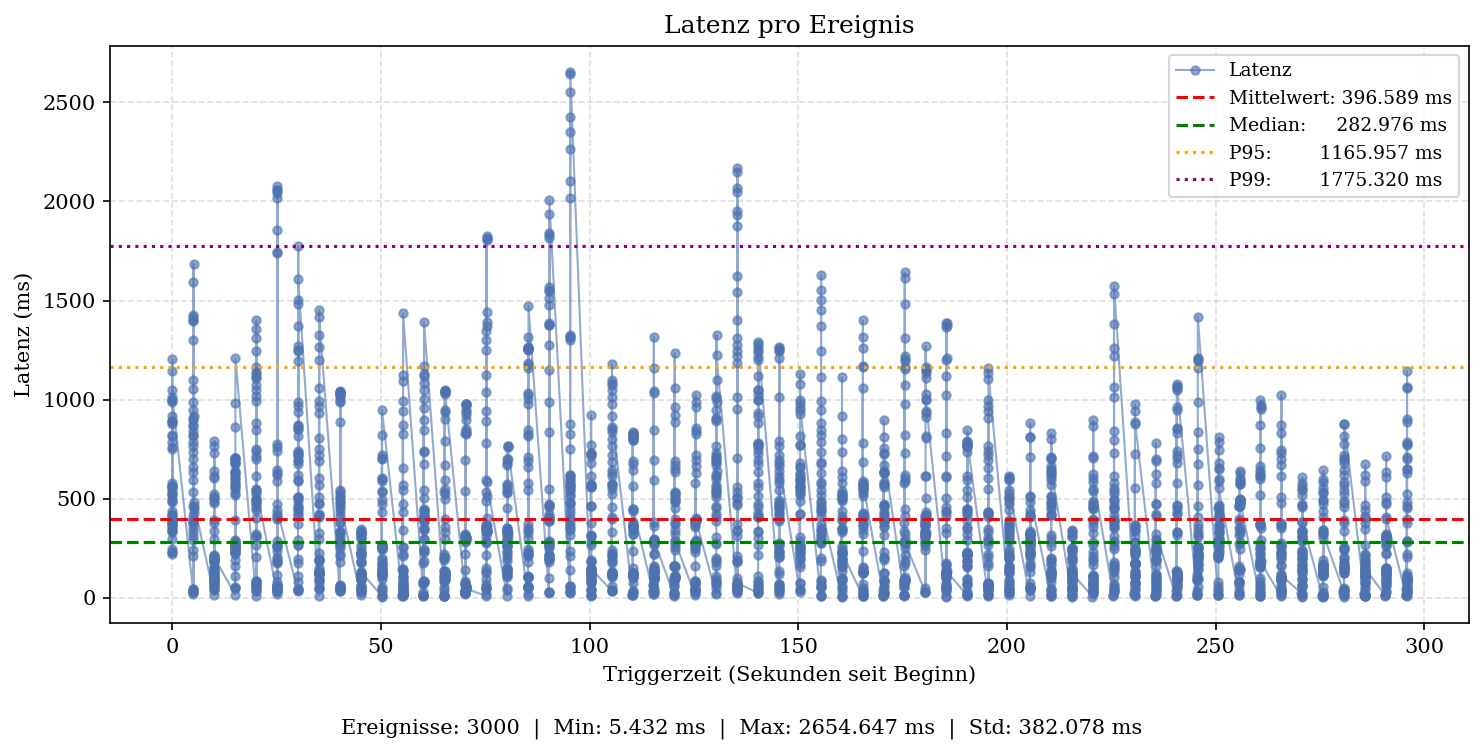 Latenz pro Ereignis
Latenz (ms)
2500
2000
1500
1000
500
0
Latenz
Mittelwert: 396.589 ms
Median: 282.976 ms
P95: 1165.957 ms
P99: 1775.320 ms
0 50 100 150 200 250 300
Triggerzeit (Sekunden seit Beginn)
Ereignisse: 3000 | Min: 5.432 ms | Max: 2654.647 ms | Std: 382.078 ms